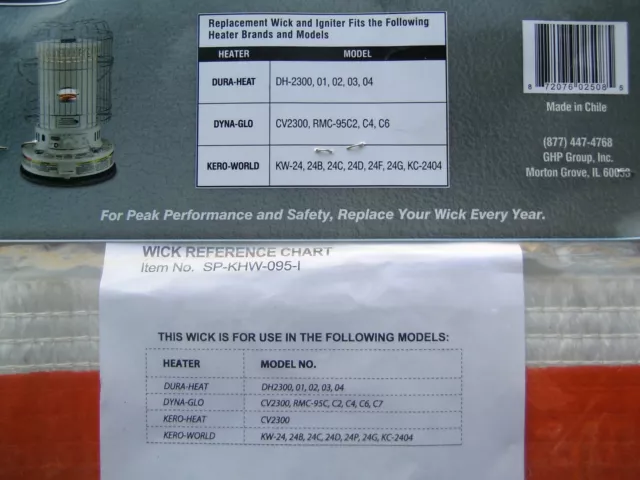 Replacement Wick and Igniter Fits the Following
Heater Brands and Models
HEATER MODEL
DURA-HEAT DH-2300, 01, 02, 03, 04
DYNA-GLO CV2300, RMC-95C2, C4, C6
KERO-WORLD KW-24, 24B, 24C, 24D, 24F, 24G, KC-2404
8 72076 02508 6
Made in Chile
(877) 447-4768
GHP Group, Inc.
Morton Grove, IL 60053
For Peak Performance and Safety, Replace Your Wick Every Year.
WICK REFERENCE CHART
Item No. SP-KHW-095-I
THIS WICK IS FOR USE IN THE FOLLOWING MODELS:
HEATER MODEL NO.
DURA-HEAT DH2300, 01, 02, 03, 04
DYNA-GLO CV2300, RMC-95C, C2, C4, C6, C7
KERO-HEAT CV2300
KERO-WORLD KW-24, 24B, 24C, 24D, 24P, 24G, KC-2404